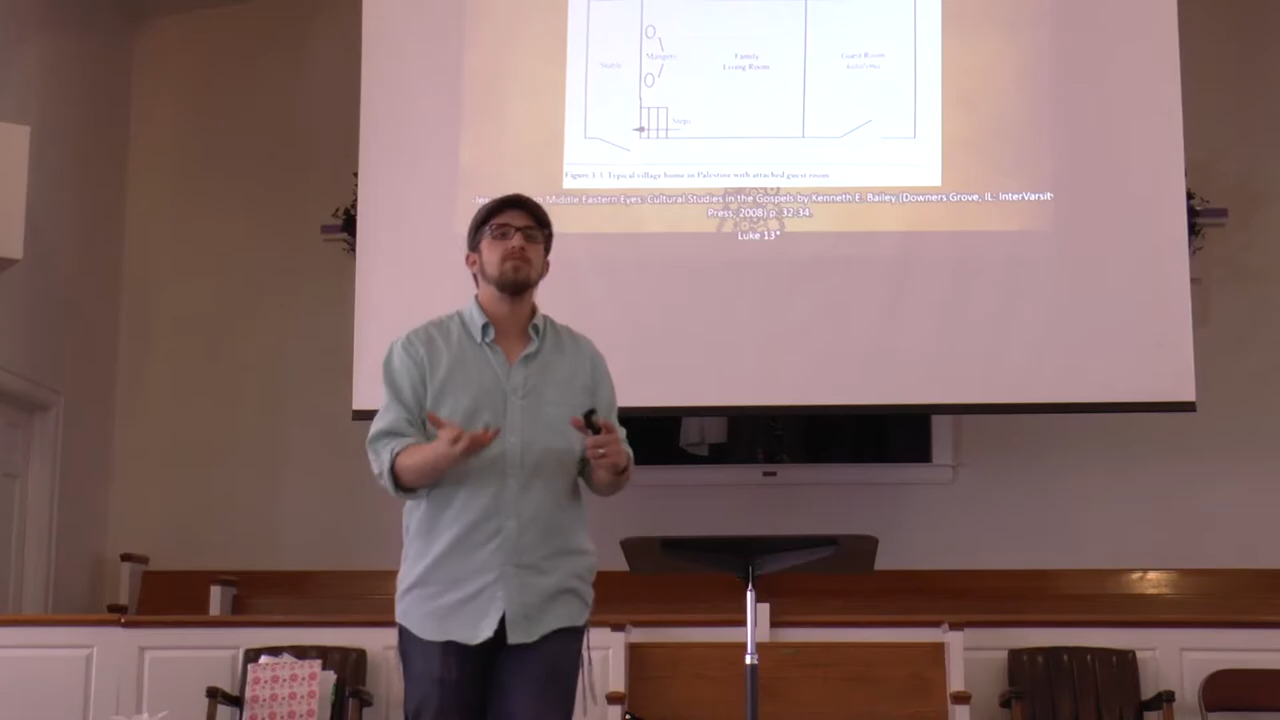 Stable
Mangers
Family
Living Room
Guest Room
Steps
Figure 1.1. Typical village home in Palestine with attached guest room
Middle Eastern Eyes: Cultural Studies in the Gospels by Kenneth E. Bailey (Downers Grove, IL: InterVarsit
Press, 2008) p. 32-34.
Luke 13*